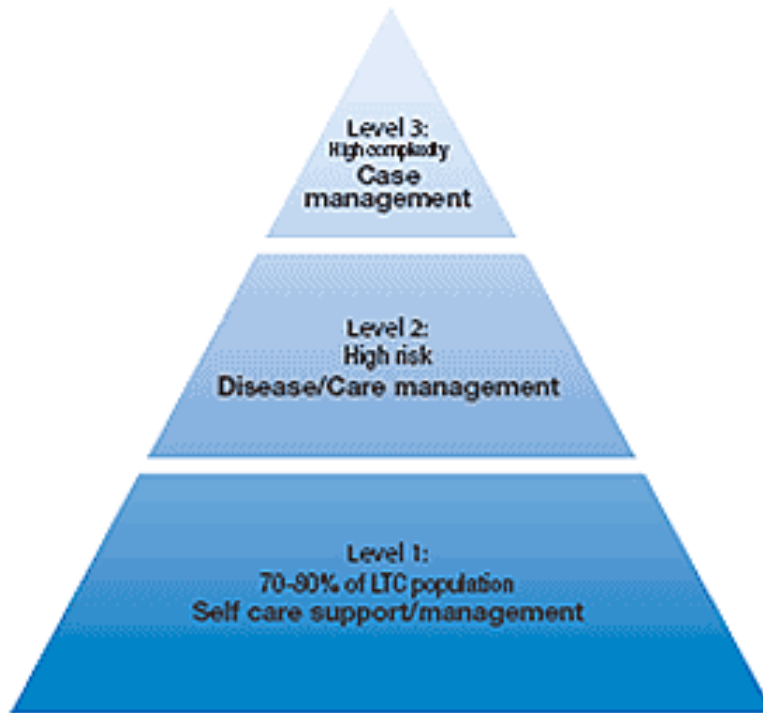 Level 3:
High complexity
Case
management
Level 2:
High risk
Disease/Care management
Level 1:
70-80% of LTC population
Self care support/management